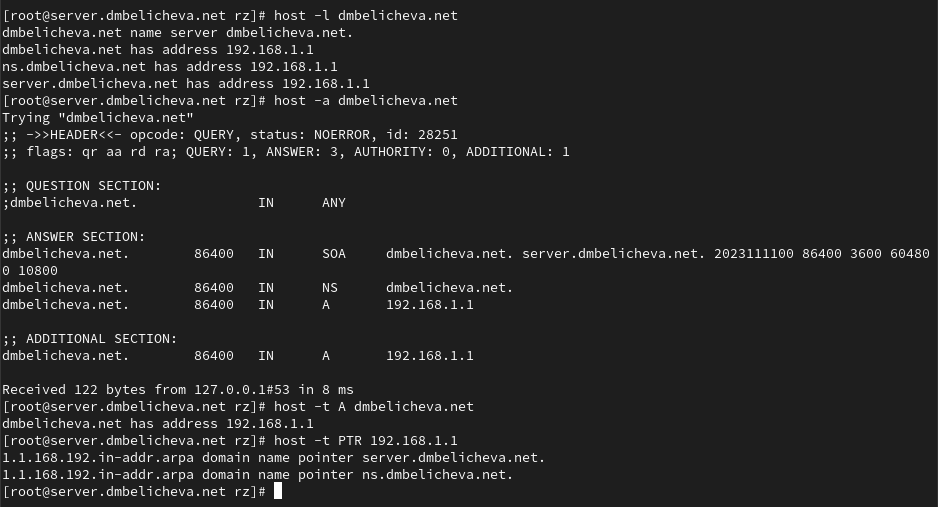 [root@server.dmbelicheva.net rz]# host -l dmbelicheva.net
dmbelicheva.net name server dmbelicheva.net.
dmbelicheva.net has address 192.168.1.1
ns.dmbelicheva.net has address 192.168.1.1
server.dmbelicheva.net has address 192.168.1.1
[root@server.dmbelicheva.net rz]# host -a dmbelicheva.net
Trying "dmbelicheva.net"
;; ->>HEADER<<- opcode: QUERY, status: NOERROR, id: 28251
;; flags: qr aa rd ra; QUERY: 1, ANSWER: 3, AUTHORITY: 0, ADDITIONAL: 1
;; QUESTION SECTION:
;dmbelicheva.net.               IN      ANY
;; ANSWER SECTION:
dmbelicheva.net.        86400   IN      SOA     dmbelicheva.net. server.dmbelicheva.net. 2023111100 86400 3600 60480
0 10800
dmbelicheva.net.        86400   IN      NS      dmbelicheva.net.
dmbelicheva.net.        86400   IN      A       192.168.1.1
;; ADDITIONAL SECTION:
dmbelicheva.net.        86400   IN      A       192.168.1.1
Received 122 bytes from 127.0.0.1#53 in 8 ms
[root@server.dmbelicheva.net rz]# host -t A dmbelicheva.net
dmbelicheva.net has address 192.168.1.1
[root@server.dmbelicheva.net rz]# host -t PTR 192.168.1.1
1.1.168.192.in-addr.arpa domain name pointer server.dmbelicheva.net.
1.1.168.192.in-addr.arpa domain name pointer ns.dmbelicheva.net.
[root@server.dmbelicheva.net rz]#